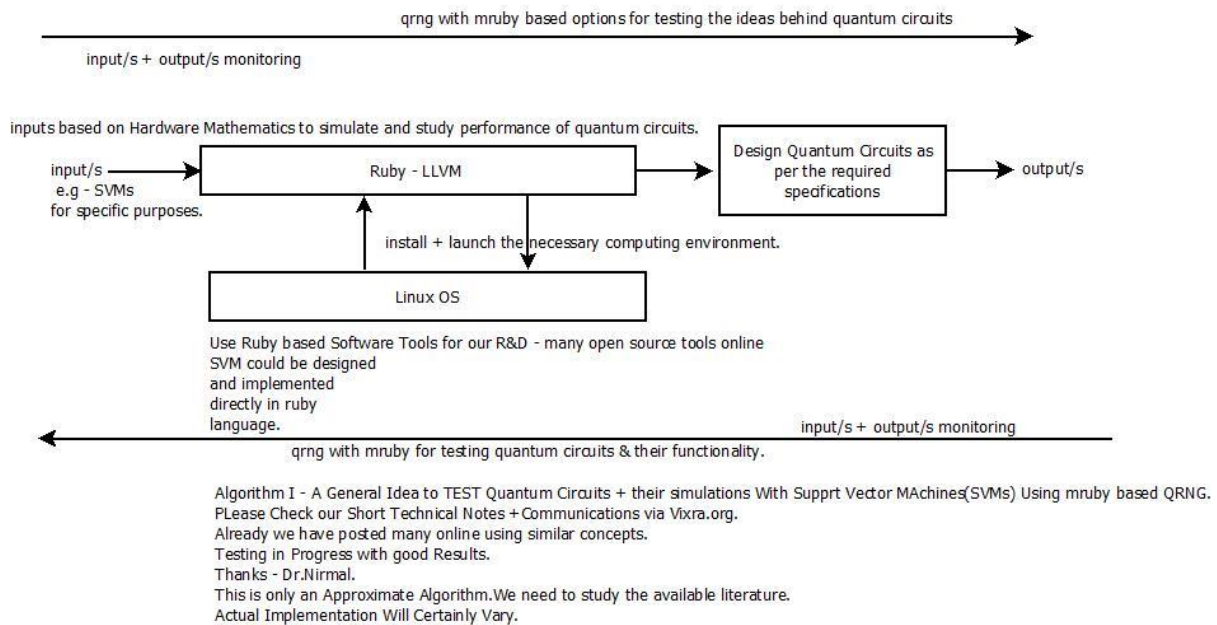 qrng with mruby based options for testing the ideas behind quantum circuits
input/s + output/s monitoring
inputs based on Hardware Mathematics to simulate and study performance of quantum circuits.
input/s
e.g - SVMs
for specific purposes.
Ruby - LLVM
Design Quantum Circuits as
per the required
specifications
output/s
install + launch the necessary computing environment.
Linux OS
Use Ruby based Software Tools for our R&D - many open source tools online
SVM could be designed
and implemented
directly in ruby
language.
input/s + output/s monitoring
qrng with mruby for testing quantum circuits & their functionality.
Algorithm I - A General Idea to TEST Quantum Circuits + their simulations With Supprt Vector MAchines(SVMs) Using mruby based QRNG.
PLease Check our Short Technical Notes +Communications via Vixra.org.
Already we have posted many online using similar concepts.
Testing in Progress with good Results.
Thanks - Dr.Nirmal.
This is only an Approximate Algorithm.We need to study the available literature.
Actual Implementation Will Certainly Vary.